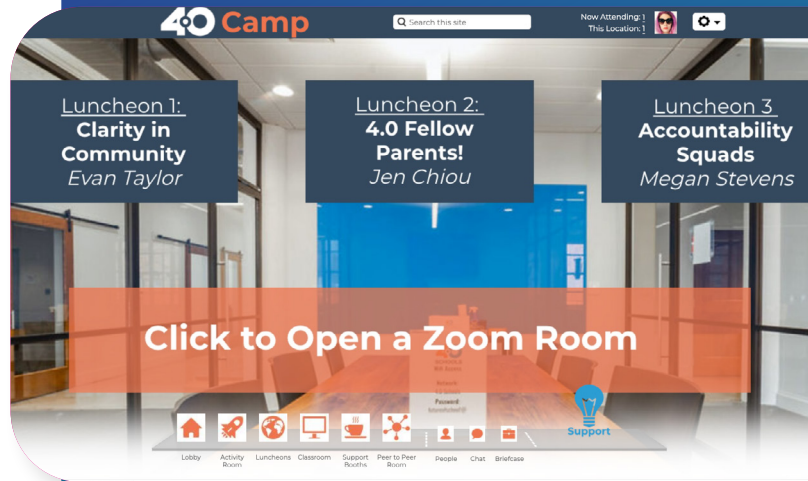 4.0 Camp
Search this site
Now Attending: 1
This Location: 1
Luncheon 1:
Clarity in
Community
Evan Taylor
Luncheon 2:
4.0 Fellow
Parents!
Jen Chiou
Luncheon 3
Accountability
Squads
Megan Stevens
Click to Open a Zoom Room
Network:
Password:
Support
Lobby
Activity
Room
Luncheons
Classroom
Support
Booths
Peer to Peer
Room
People
Chat
Briefcase